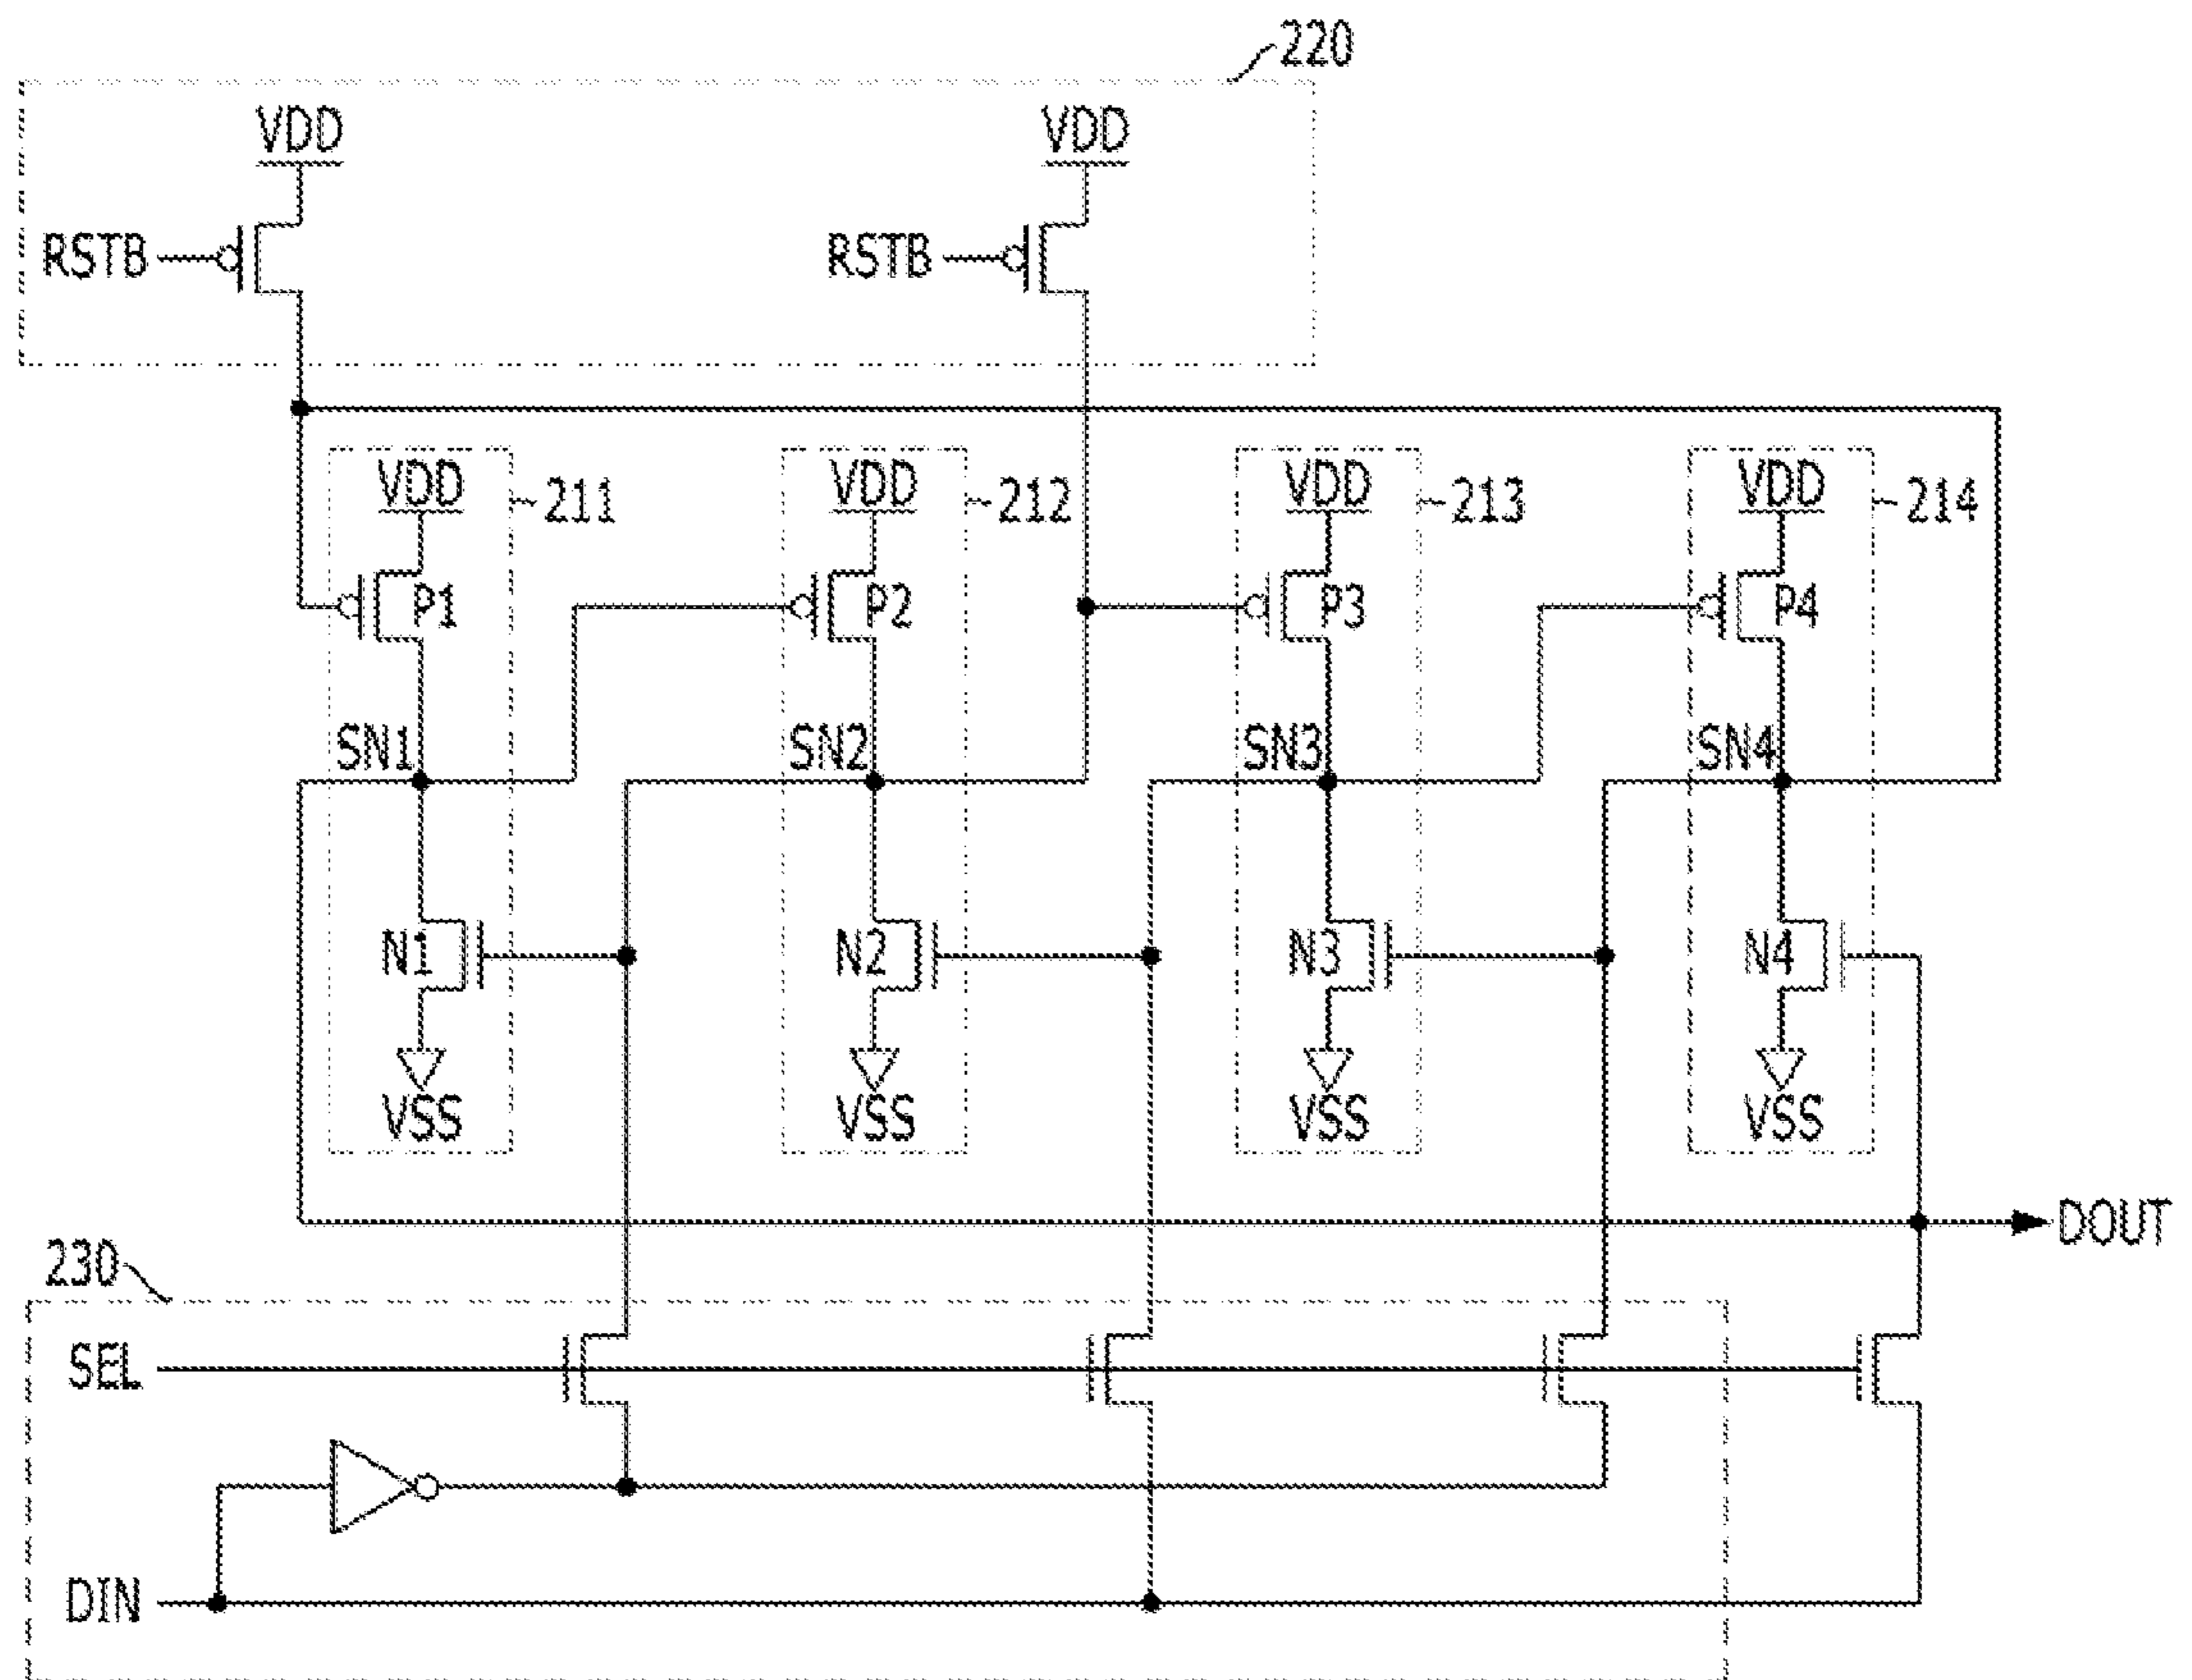 220
VDD VDD
RSTB RSTB
VDD 211 VDD 212 VDD 213 VDD 214
P1 P2 P3 P4
SN1 SN2 SN3 SN4
N1 N2 N3 N4
VSS VSS VSS VSS
DOUT
230
SEL
DIN